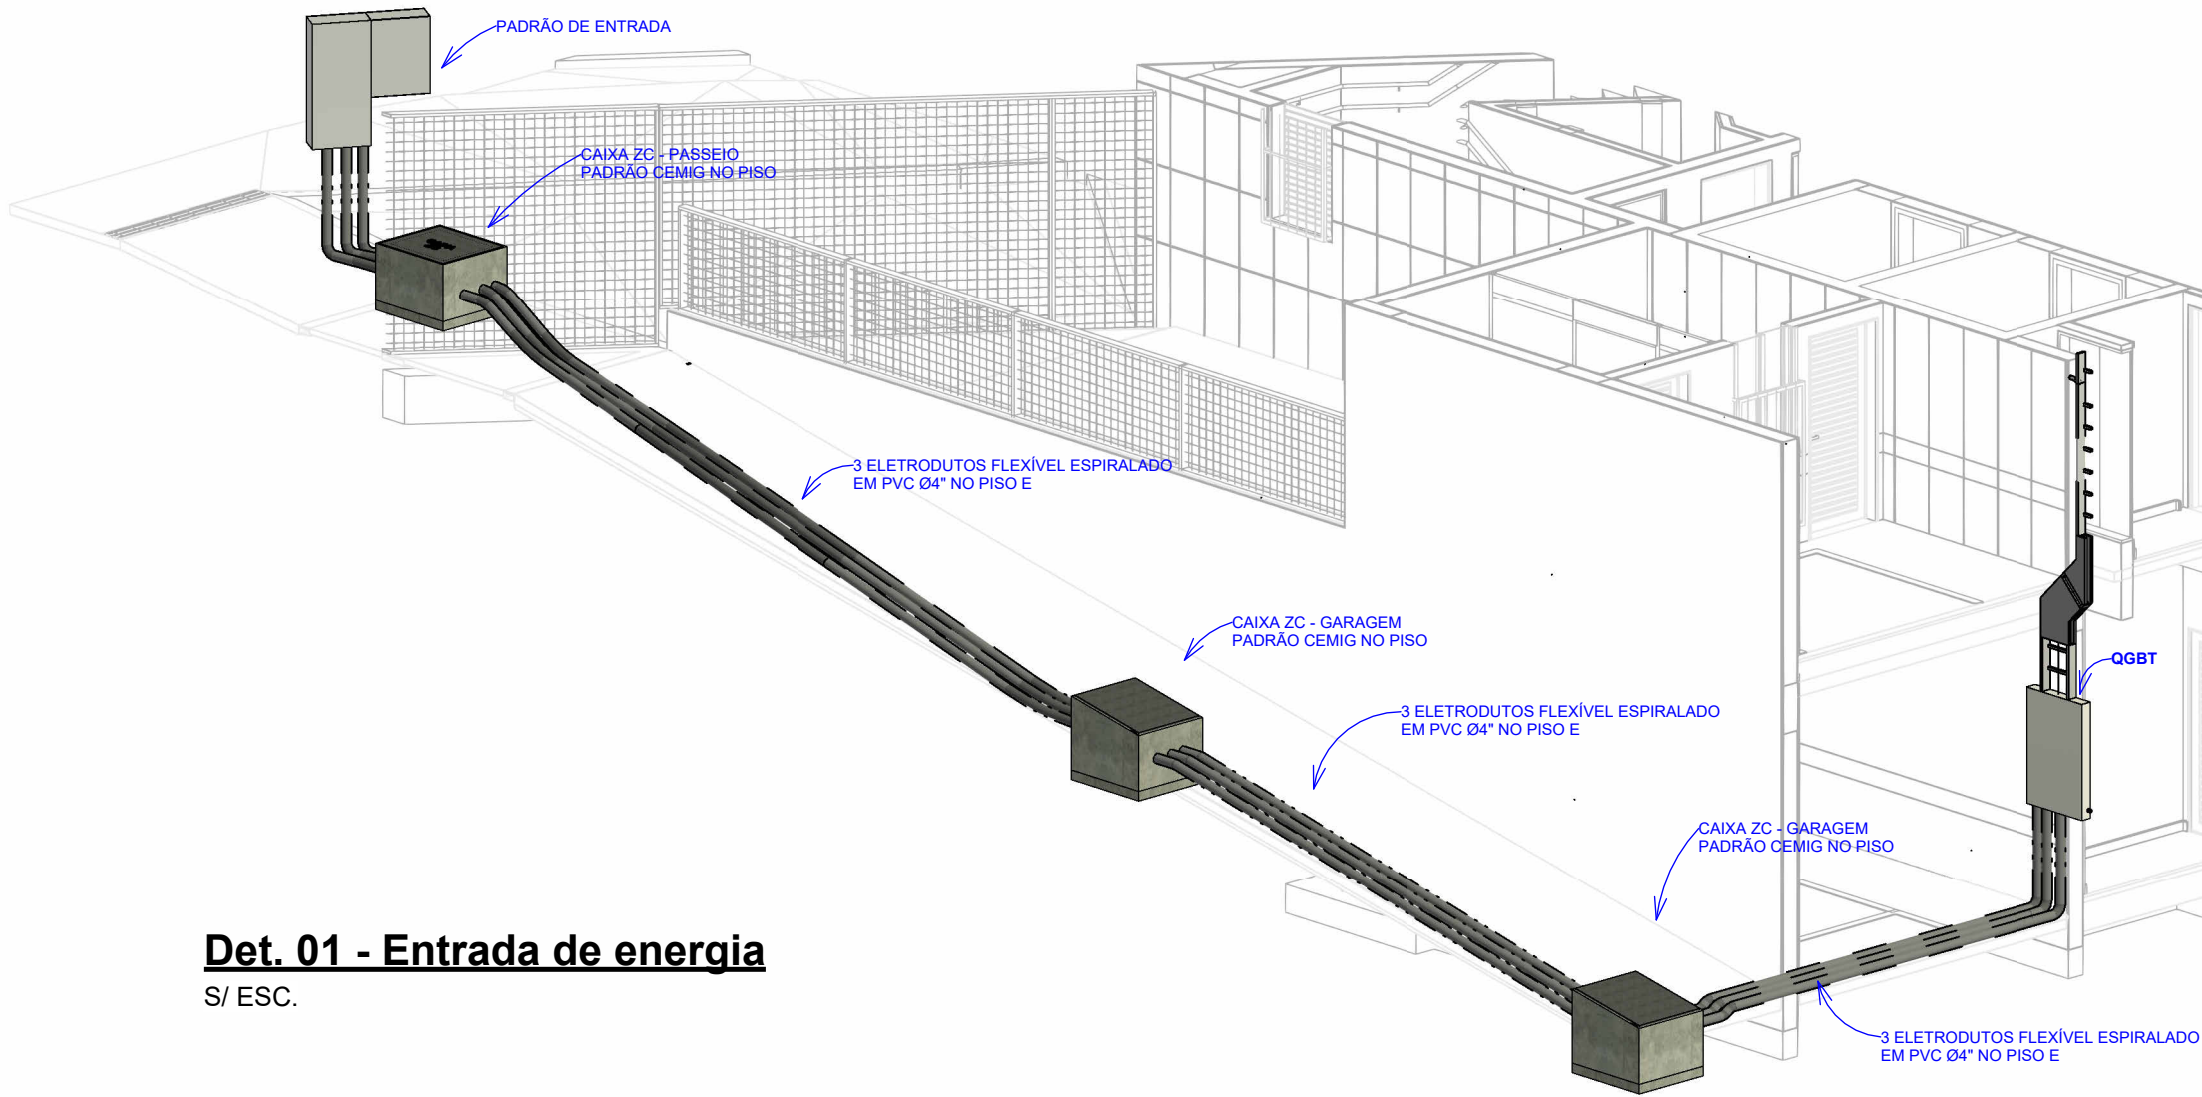 PADRÃO DE ENTRADA
CAIXA ZC - PASSEIO
PADRÃO CEMIG NO PISO
3 ELETRODUTOS FLEXÍVEL ESPIRALADO
EM PVC Ø4" NO PISO E
CAIXA ZC - GARAGEM
PADRÃO CEMIG NO PISO
QGBT
3 ELETRODUTOS FLEXÍVEL ESPIRALADO
EM PVC Ø4" NO PISO E
CAIXA ZC - GARAGEM
PADRÃO CEMIG NO PISO
Det. 01 - Entrada de energia
S/ ESC.
3 ELETRODUTOS FLEXÍVEL ESPIRALADO
EM PVC Ø4" NO PISO E